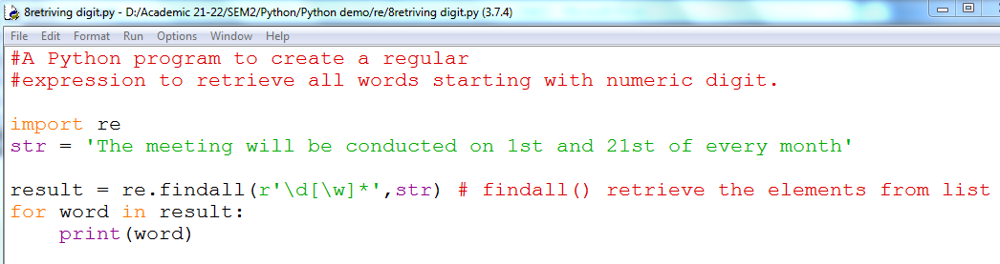 8retriving digit.py - D:/Academic 21-22/SEM2/Python/Python demo/re/8retriving digit.py (3.7.4)
File Edit Format Run Options Window Help
#A Python program to create a regular
#expression to retrieve all words starting with numeric digit.
import re
str = 'The meeting will be conducted on 1st and 21st of every month'
result = re.findall(r'\d[\w]*',str) # findall() retrieve the elements from list
for word in result:
    print(word)